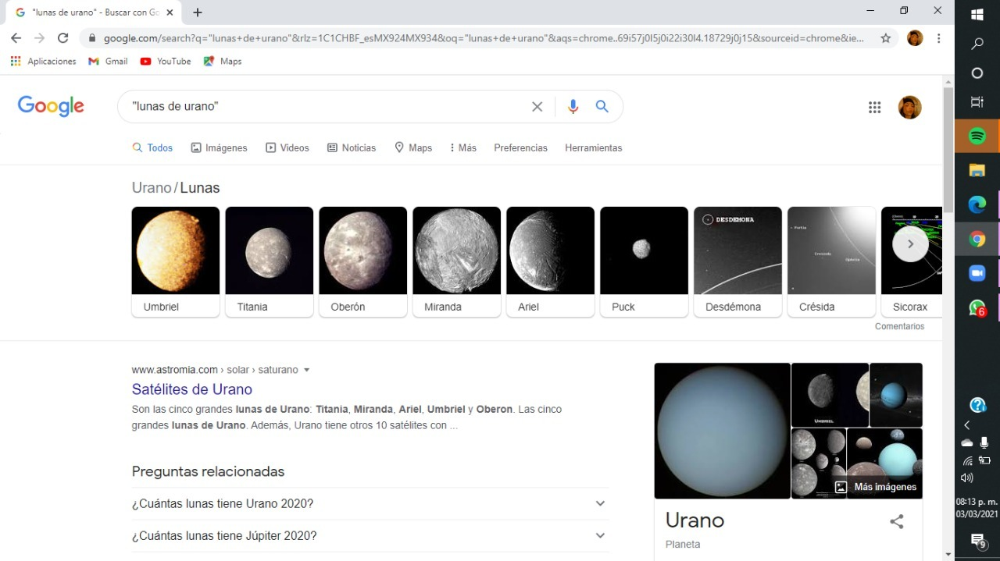 "lunas de urano" - Buscar con Go
google.com/search?q="lunas+de+urano"&rlz=1C1CHBF_esMX924MX934&oq="lunas+de+urano"&aqs=chrome..69i57j0l5j0i22i30l4.18729j0j15&sourceid=chrome&ie...
Aplicaciones Gmail YouTube Maps
Google "lunas de urano"
Todos Imágenes Videos Noticias Maps Más Preferencias Herramientas
Urano/Lunas
DESDEMONA
Portia
Cressida
Ophelia
Umbriel Titania Oberón Miranda Ariel Puck Desdémona Crésida Sicorax
Comentarios
www.astromia.com › solar › saturano
Satélites de Urano
Son las cinco grandes lunas de Urano: Titania, Miranda, Ariel, Umbriel y Oberon. Las cinco
grandes lunas de Urano. Además, Urano tiene otros 10 satélites con ...
Preguntas relacionadas
¿Cuántas lunas tiene Urano 2020?
¿Cuántas lunas tiene Júpiter 2020?
UMBRIEL
Más imágenes
Urano
Planeta
6
08:13 p. m.
03/03/2021
9